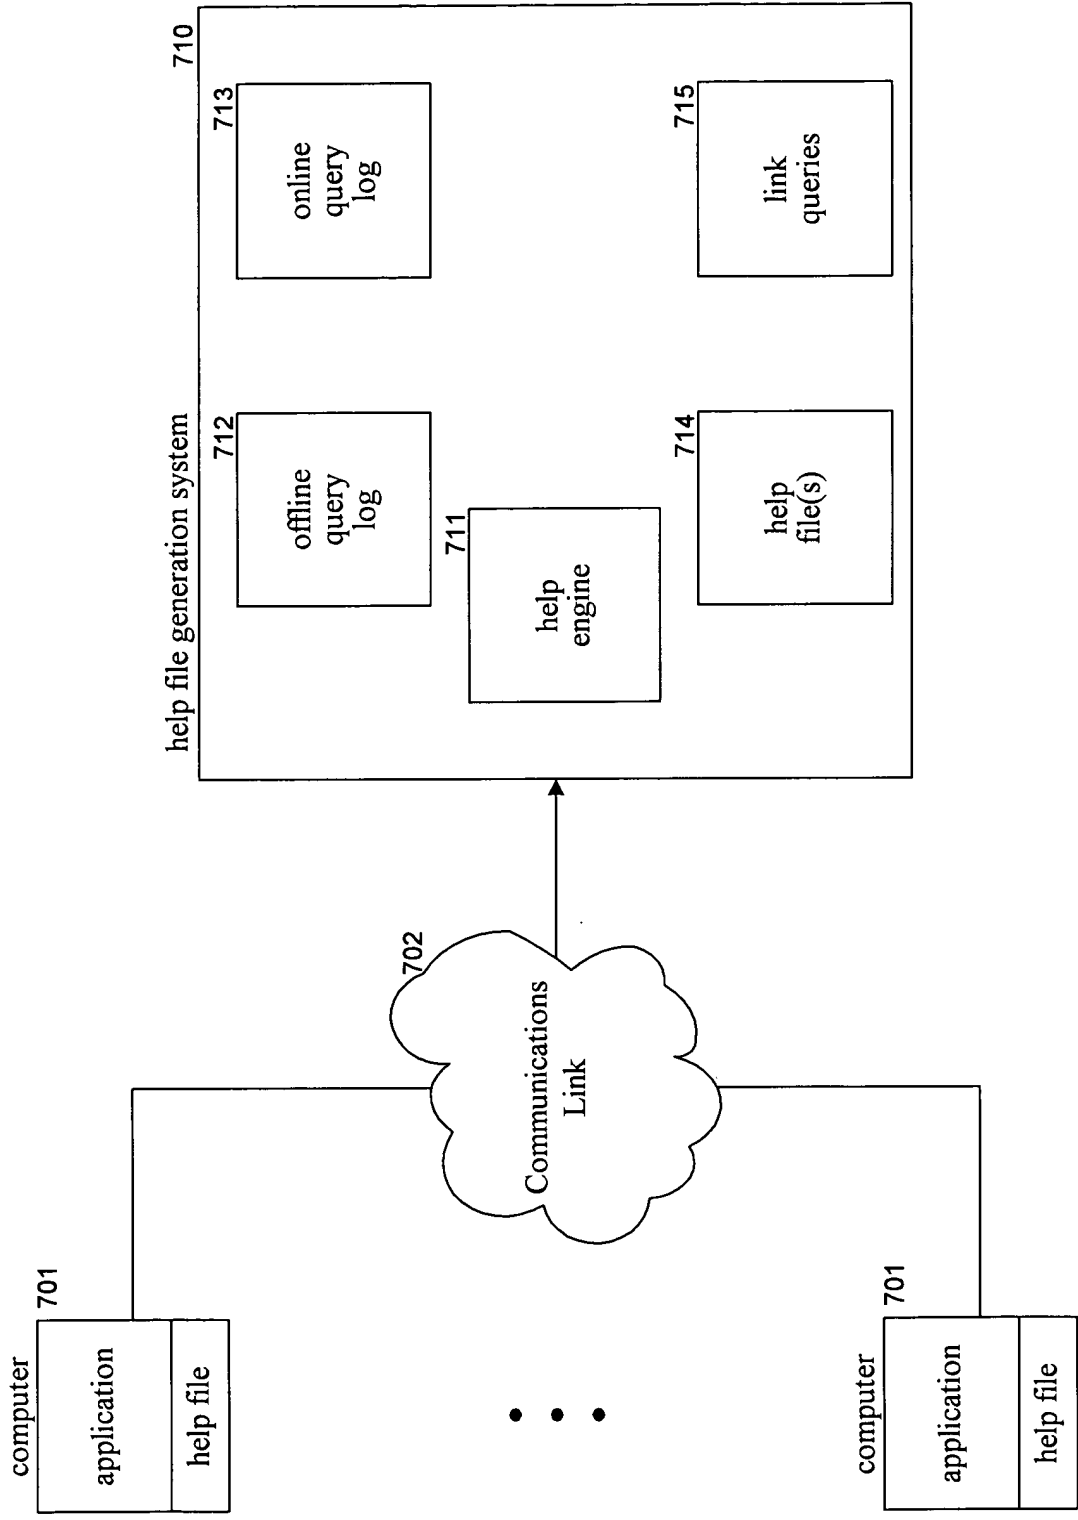 computer
701
application
help file
computer
701
application
help file
702
Communications
Link
help file generation system
710
712
offline
query
log
713
online
query
log
711
help
engine
714
help
file(s)
715
link
queries